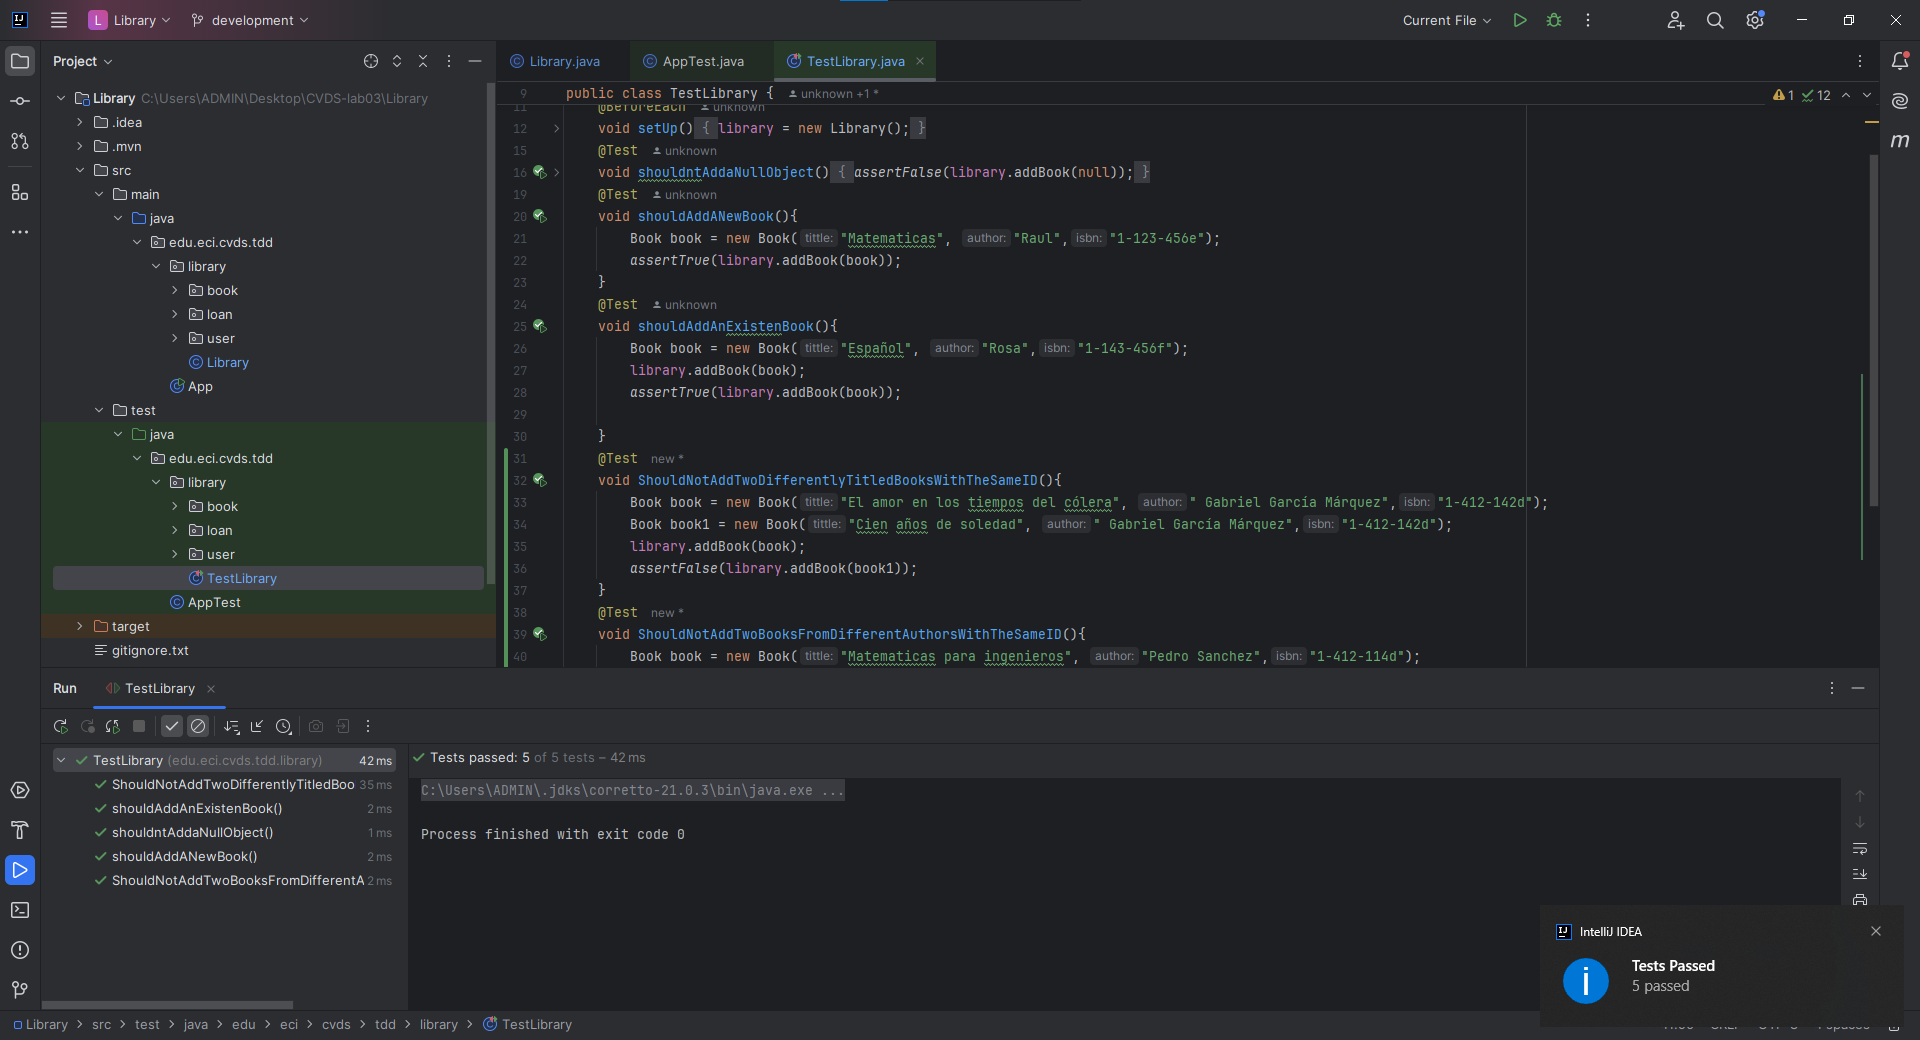 Library
development
Current File
Project
Library C:\Users\ADMIN\Desktop\CVDS-lab03\Library
.idea
.mvn
src
main
java
edu.eci.cvds.tdd
library
book
loan
user
Library
App
test
java
edu.eci.cvds.tdd
library
book
loan
user
TestLibrary
AppTest
target
gitignore.txt
Library.java
AppTest.java
TestLibrary.java
9 public class TestLibrary { unknown +1 *
1 12
11 @BeforeEach unknown
12 void setUp() { library = new Library(); }
15 @Test unknown
16 void shouldntAddaNullObject() { assertFalse(library.addBook(null)); }
19 @Test unknown
20 void shouldAddANewBook(){
21 Book book = new Book( tittle: "Matematicas", author: "Raul", isbn: "1-123-456e");
22 assertTrue(library.addBook(book));
23 }
24 @Test unknown
25 void shouldAddAnExistenBook(){
26 Book book = new Book( tittle: "Español", author: "Rosa", isbn: "1-143-456f");
27 library.addBook(book);
28 assertTrue(library.addBook(book));
29
30 }
31 @Test new *
32 void ShouldNotAddTwoDifferentlyTitledBooksWithTheSameID(){
33 Book book = new Book( tittle: "El amor en los tiempos del cólera", author: " Gabriel García Márquez", isbn: "1-412-142d");
34 Book book1 = new Book( tittle: "Cien años de soledad", author: " Gabriel García Márquez", isbn: "1-412-142d");
35 library.addBook(book);
36 assertFalse(library.addBook(book1));
37 }
38 @Test new *
39 void ShouldNotAddTwoBooksFromDifferentAuthorsWithTheSameID(){
40 Book book = new Book( tittle: "Matematicas para ingenieros", author: "Pedro Sanchez", isbn: "1-412-114d");
Run TestLibrary
TestLibrary (edu.eci.cvds.tdd.library) 42 ms
ShouldNotAddTwoDifferentlyTitledBoo 35 ms
shouldAddAnExistenBook() 2 ms
shouldntAddaNullObject() 1 ms
shouldAddANewBook() 2 ms
ShouldNotAddTwoBooksFromDifferentA 2 ms
Tests passed: 5 of 5 tests – 42 ms
C:\Users\ADMIN\.jdks\corretto-21.0.3\bin\java.exe ...
Process finished with exit code 0
IntelliJ IDEA
Tests Passed
5 passed
Library > src > test > java > edu > eci > cvds > tdd > library > TestLibrary